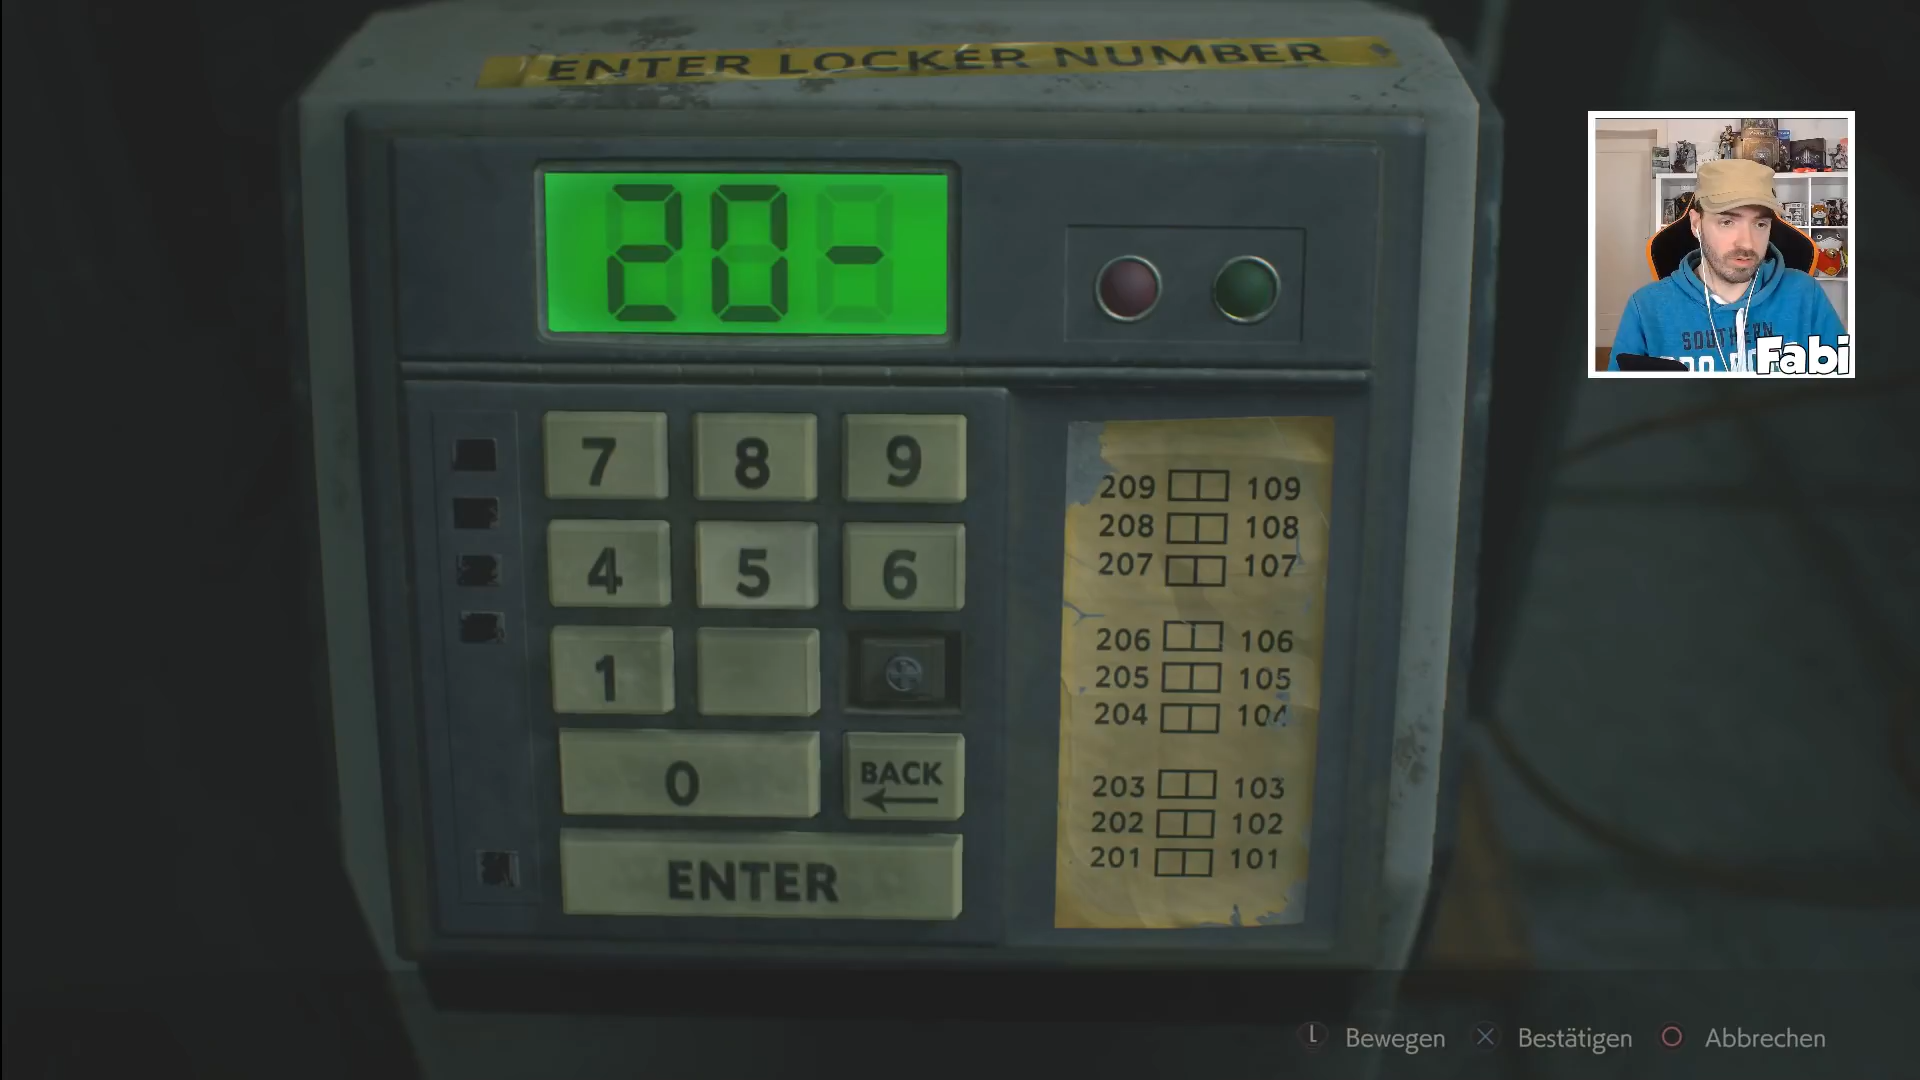 ENTER LOCKER NUMBER
20-
7 8 9
4 5 6
1
0 BACK
ENTER
209 109
208 108
207 107
206 106
205 105
204 104
203 103
202 102
201 101
SOUTHERN
Fabi
L Bewegen Bestätigen Abbrechen